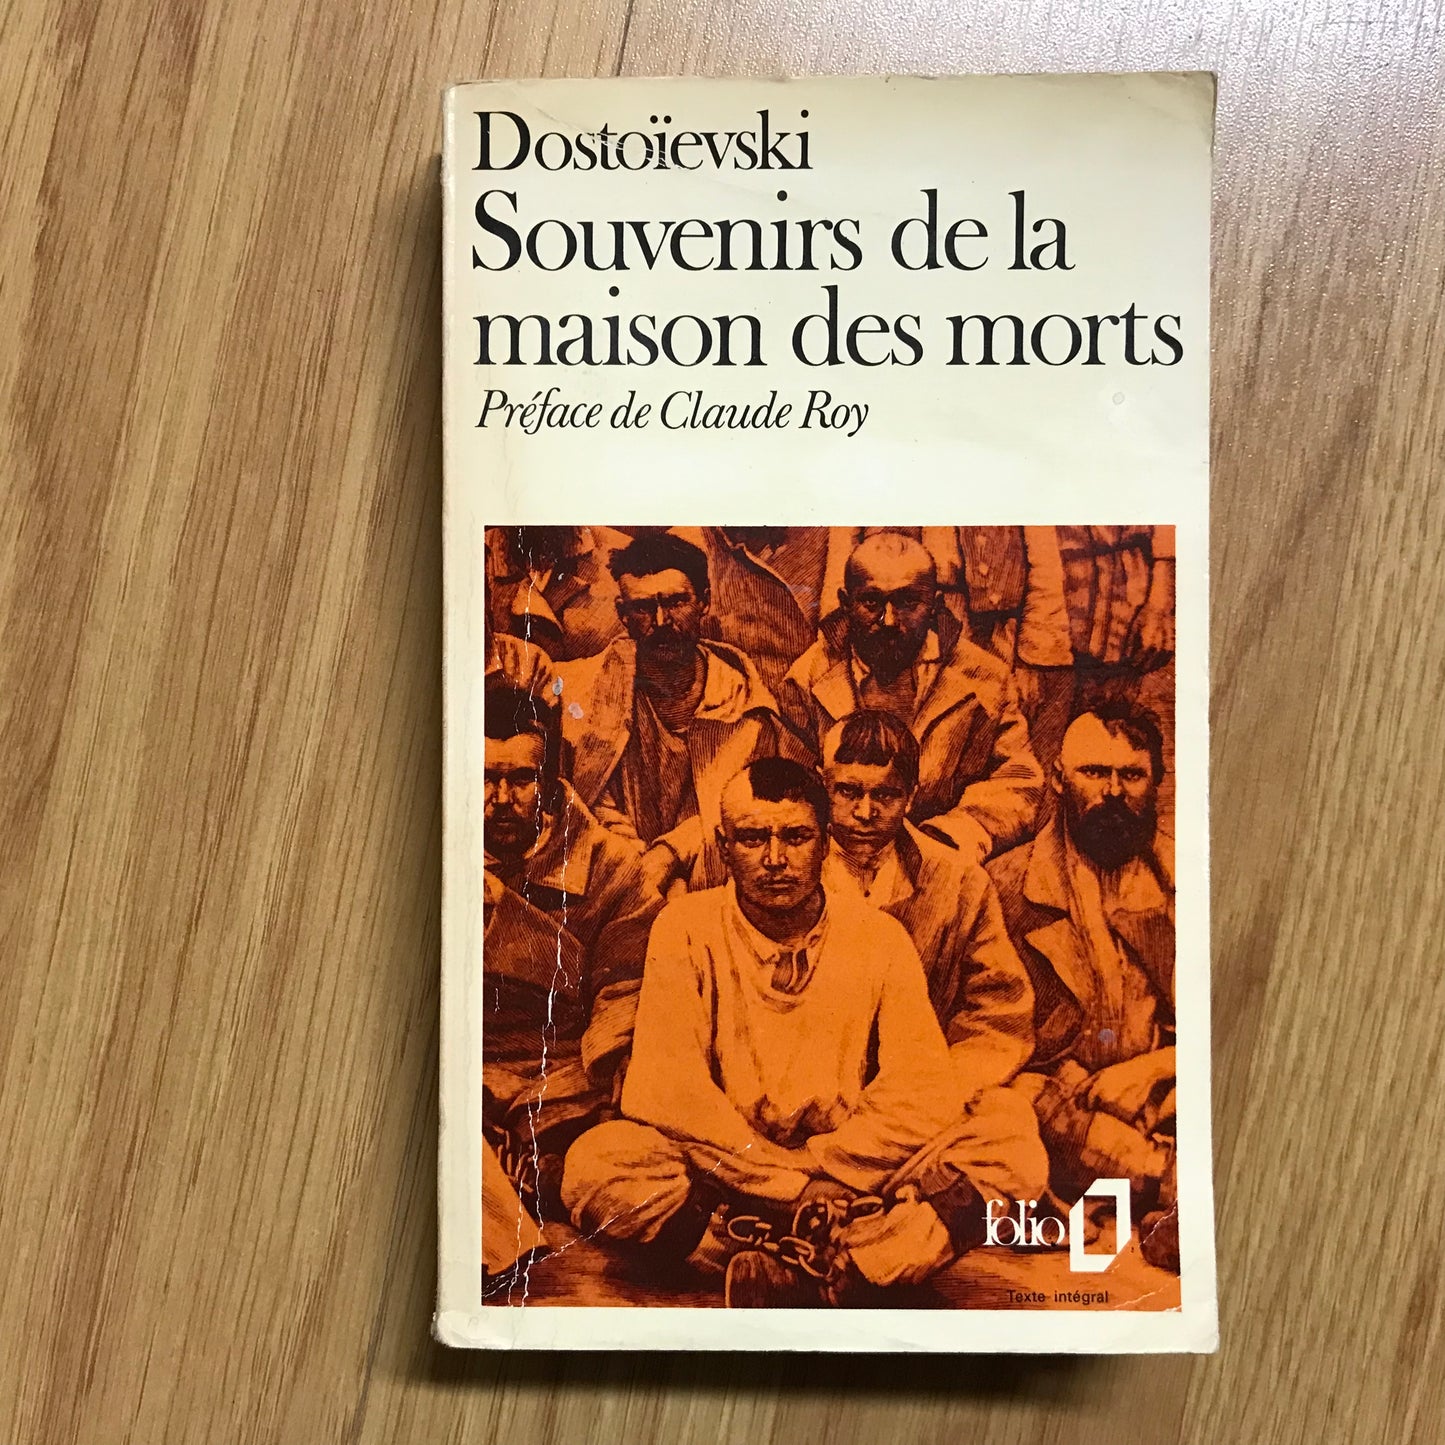 Dostoïevski
Souvenirs de la
maison des morts
Préface de Claude Roy
folio
Texte intégral